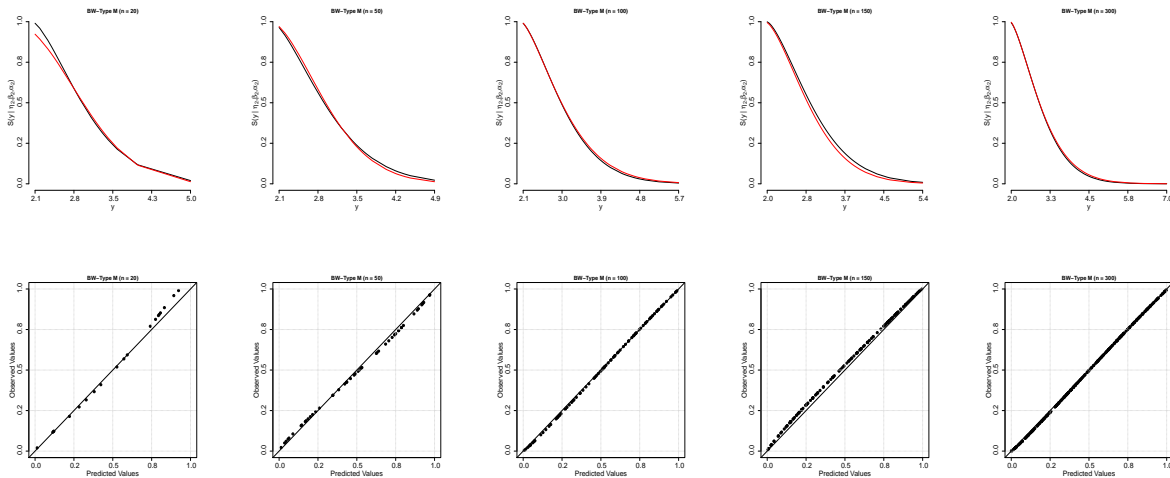 BW−Type M (n = 20)
S(y | η₂,β₂,α₂)
1.0
0.8
0.5
0.2
0.0
2.1 2.8 3.5 4.3 5.0
y
BW−Type M (n = 50)
S(y | η₂,β₂,α₂)
1.0
0.8
0.5
0.2
0.0
2.1 2.8 3.5 4.2 4.9
y
BW−Type M (n = 100)
S(y | η₂,β₂,α₂)
1.0
0.8
0.5
0.2
0.0
2.1 3.0 3.9 4.8 5.7
y
BW−Type M (n = 150)
S(y | η₂,β₂,α₂)
1.0
0.8
0.5
0.2
0.0
2.0 2.8 3.7 4.5 5.4
y
BW−Type M (n = 300)
S(y | η₂,β₂,α₂)
1.0
0.8
0.5
0.2
0.0
2.0 3.3 4.5 5.8 7.0
y
BW−Type M (n = 20)
Observed Values
1.0
0.8
0.5
0.2
0.0
0.0 0.2 0.5 0.8 1.0
Predicted Values
BW−Type M (n = 50)
Observed Values
1.0
0.8
0.5
0.2
0.0
0.0 0.2 0.5 0.8 1.0
Predicted Values
BW−Type M (n = 100)
Observed Values
1.0
0.8
0.5
0.2
0.0
0.0 0.2 0.5 0.8 1.0
Predicted Values
BW−Type M (n = 150)
Observed Values
1.0
0.8
0.5
0.2
0.0
0.0 0.2 0.5 0.8 1.0
Predicted Values
BW−Type M (n = 300)
Observed Values
1.0
0.8
0.5
0.2
0.0
0.0 0.2 0.5 0.8 1.0
Predicted Values